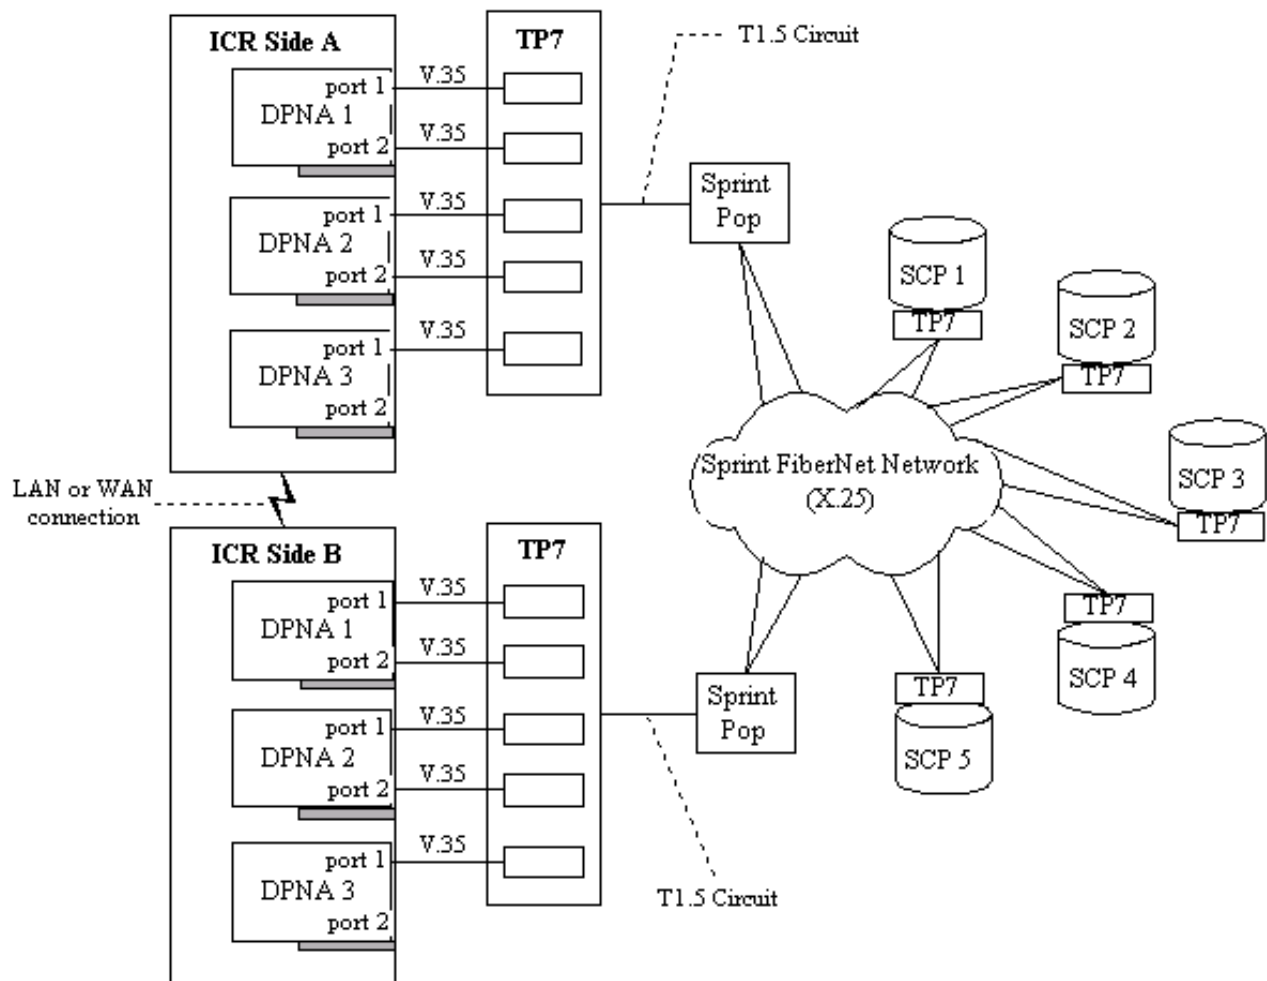 ICR Side A
port 1
DPNA 1
port 2
port 1
DPNA 2
port 2
port 1
DPNA 3
port 2
V.35
V.35
V.35
V.35
V.35
TP7
T1.5 Circuit
Sprint
Pop
SCP 1
TP7
SCP 2
TP7
SCP 3
TP7
Sprint FiberNet Network
(X.25)
LAN or WAN
connection
ICR Side B
port 1
DPNA 1
port 2
port 1
DPNA 2
port 2
port 1
DPNA 3
port 2
V.35
V.35
V.35
V.35
V.35
TP7
T1.5 Circuit
Sprint
Pop
TP7
SCP 4
TP7
SCP 5